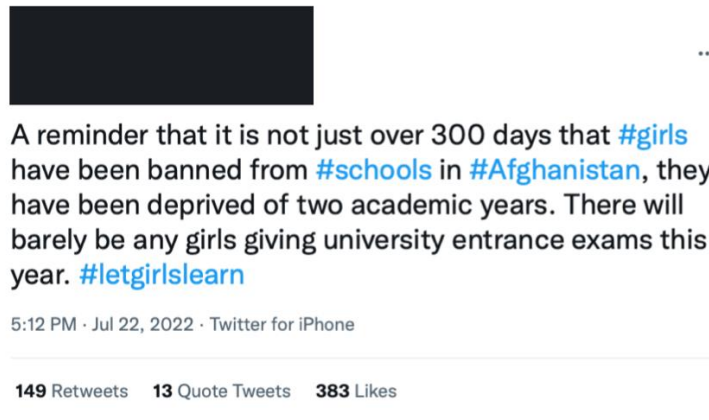 A reminder that it is not just over 300 days that #girls
have been banned from #schools in #Afghanistan, they
have been deprived of two academic years. There will
barely be any girls giving university entrance exams this
year. #letgirlslearn
5:12 PM · Jul 22, 2022 · Twitter for iPhone
149 Retweets 13 Quote Tweets 383 Likes